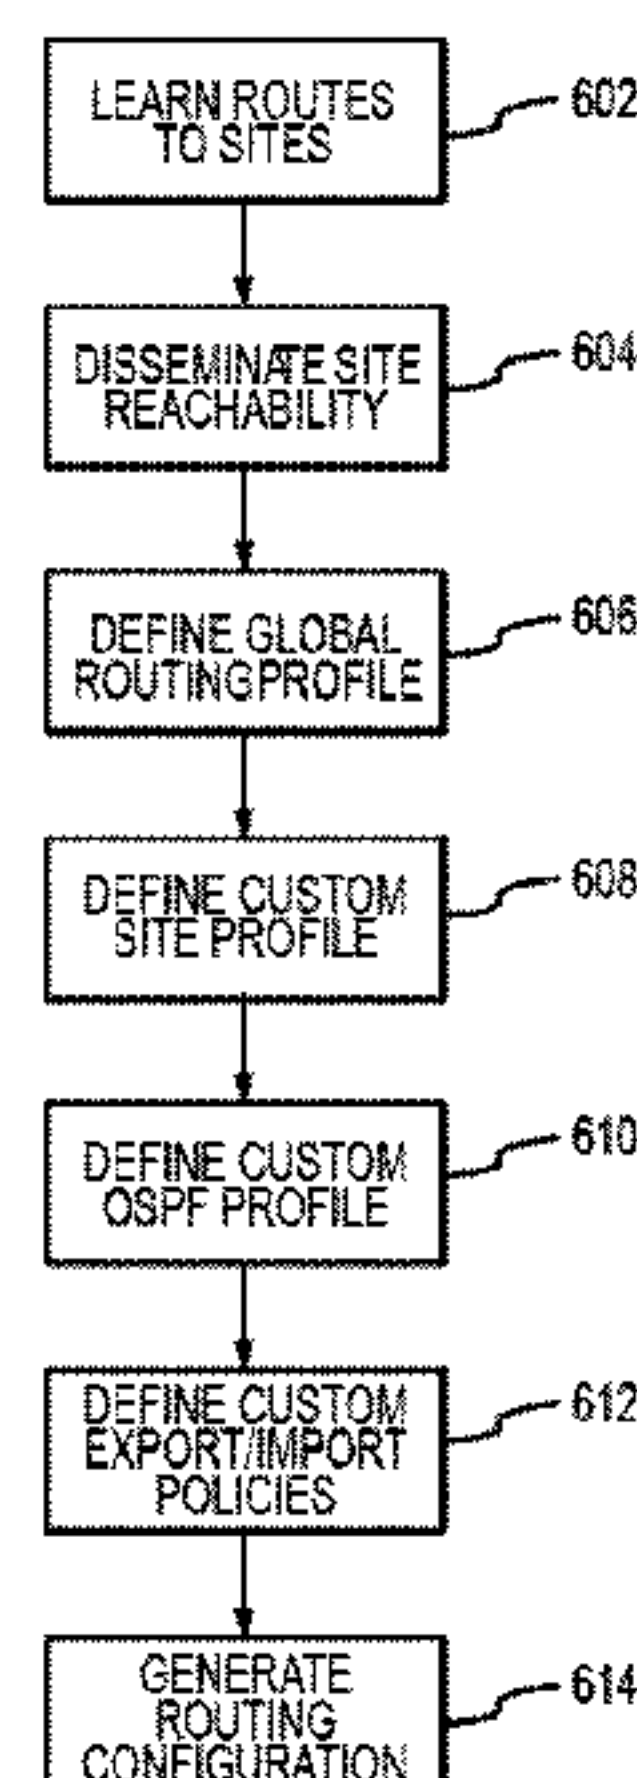 LEARN ROUTES
TO SITES
602
DISSEMINATE SITE
REACHABILITY
604
DEFINE GLOBAL
ROUTING PROFILE
606
DEFINE CUSTOM
SITE PROFILE
608
DEFINE CUSTOM
OSPF PROFILE
610
DEFINE CUSTOM
EXPORT/IMPORT
POLICIES
612
GENERATE
ROUTING
CONFIGURATION
614